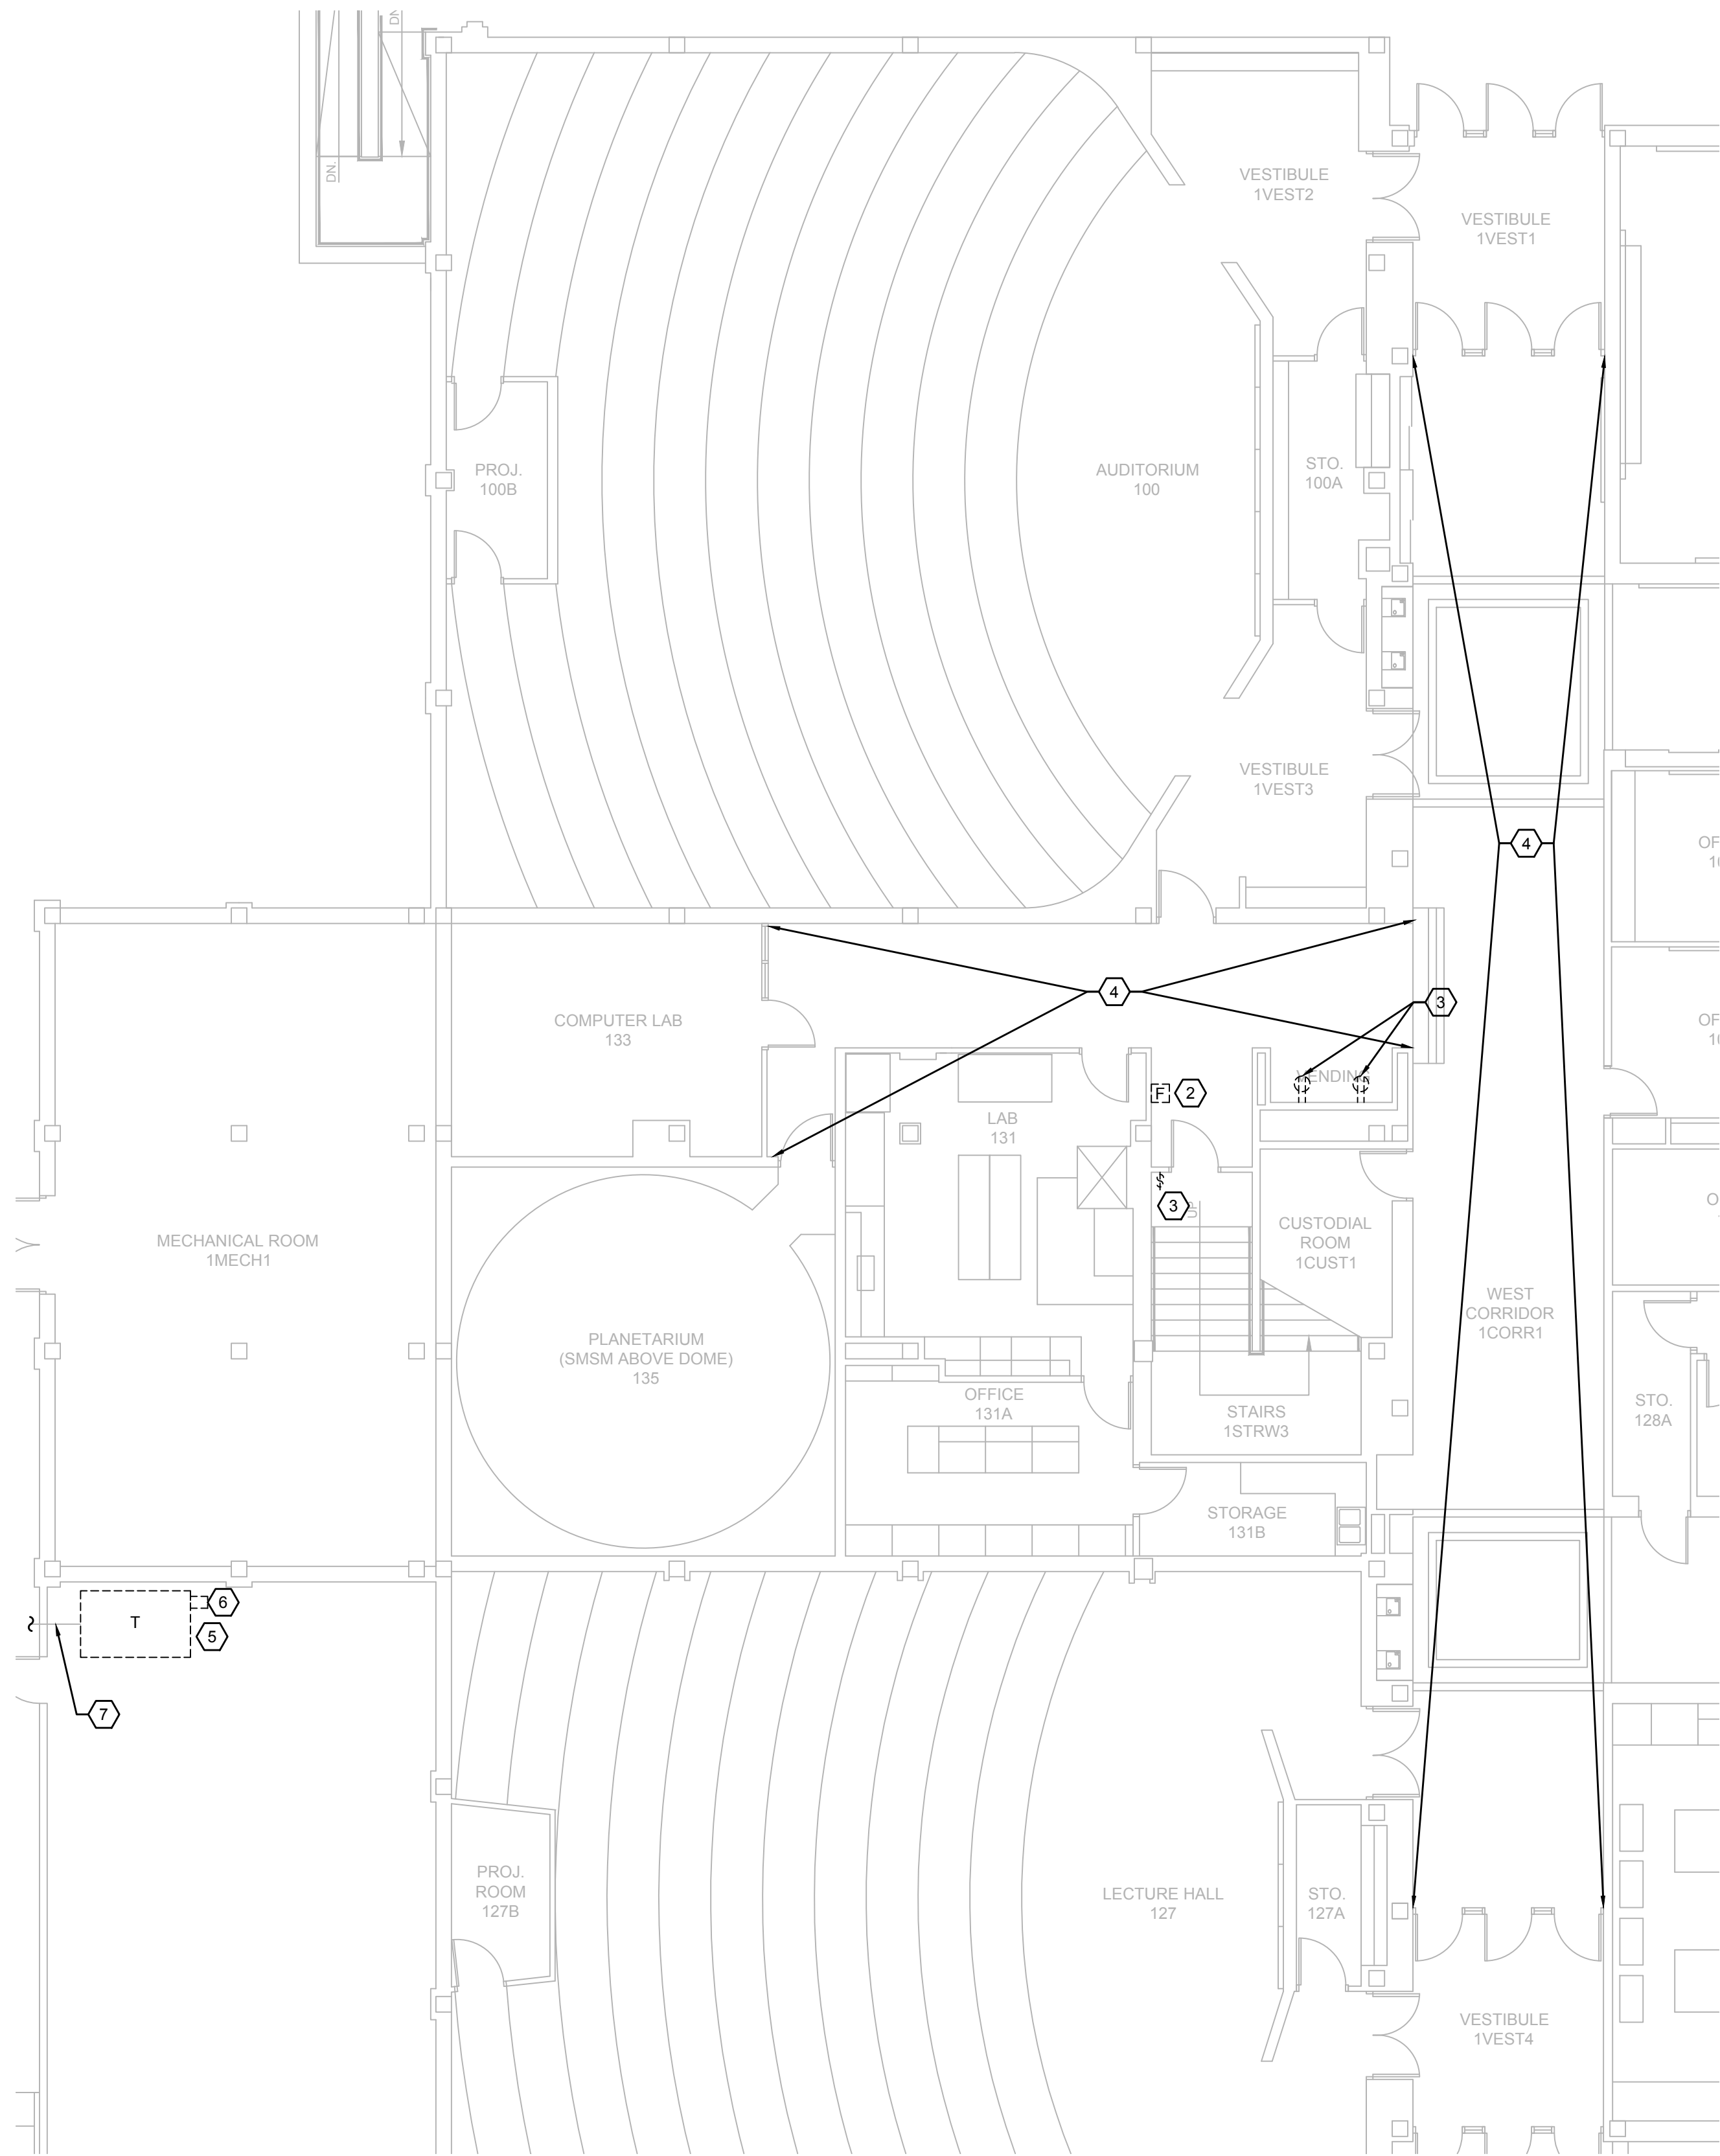 DN.
DN
VESTIBULE
1VEST2
VESTIBULE
1VEST1
PROJ.
100B
AUDITORIUM
100
STO.
100A
VESTIBULE
1VEST3
4
4
3
COMPUTER LAB
133
VENDING
F
2
LAB
131
3
UP
CUSTODIAL
ROOM
1CUST1
MECHANICAL ROOM
1MECH1
WEST
CORRIDOR
1CORR1
PLANETARIUM
(SMSM ABOVE DOME)
135
OFFICE
131A
STAIRS
1STRW3
STO.
128A
STORAGE
131B
6
T
5
7
PROJ.
ROOM
127B
LECTURE HALL
127
STO.
127A
VESTIBULE
1VEST4